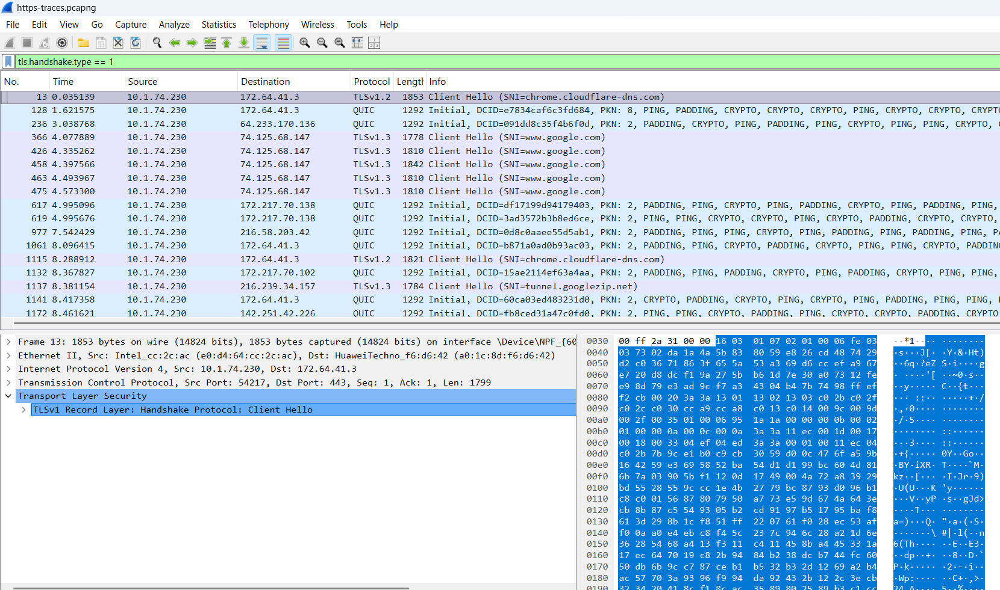 https-traces.pcapng
File Edit View Go Capture Analyze Statistics Telephony Wireless Tools Help
tls.handshake.type == 1
No. Time Source Destination Protocol Length Info
13 0.035139 10.1.74.230 172.64.41.3 TLSv1.2 1853 Client Hello (SNI=chrome.cloudflare-dns.com)
128 1.621575 10.1.74.230 172.64.41.3 QUIC 1292 Initial, DCID=e7834caf6c3fd684, PKN: 8, PING, PADDING, CRYPTO, CRYPTO, CRYPTO, PING, CRYPTO, CRYPTO, CRYPTO
236 3.038768 10.1.74.230 64.233.170.136 QUIC 1292 Initial, DCID=091dd8c35f4b6f0d, PKN: 2, PADDING, CRYPTO, PING, PADDING, PING, CRYPTO, PING, PING, CRYPTO,
366 4.077889 10.1.74.230 74.125.68.147 TLSv1.3 1778 Client Hello (SNI=www.google.com)
426 4.335262 10.1.74.230 74.125.68.147 TLSv1.3 1810 Client Hello (SNI=www.google.com)
458 4.397566 10.1.74.230 74.125.68.147 TLSv1.3 1842 Client Hello (SNI=www.google.com)
463 4.493967 10.1.74.230 74.125.68.147 TLSv1.3 1810 Client Hello (SNI=www.google.com)
475 4.573300 10.1.74.230 74.125.68.147 TLSv1.3 1810 Client Hello (SNI=www.google.com)
617 4.995096 10.1.74.230 172.217.70.138 QUIC 1292 Initial, DCID=df17199d94179403, PKN: 2, PADDING, PING, CRYPTO, PING, PADDING, CRYPTO, PING, PADDING, PING,
619 4.995676 10.1.74.230 172.217.70.138 QUIC 1292 Initial, DCID=3ad3572b3b8ed6ce, PKN: 2, PING, PING, CRYPTO, CRYPTO, PING, CRYPTO, PADDING, CRYPTO, CRYPTO,
977 7.542429 10.1.74.230 216.58.203.42 QUIC 1292 Initial, DCID=0d8c0aaee55d5ab1, PKN: 2, PADDING, PING, PING, CRYPTO, PING, PADDING, PING, PADDING, PING,
1061 8.096415 10.1.74.230 172.64.41.3 QUIC 1292 Initial, DCID=b871a0ad0b93ac03, PKN: 2, PADDING, PING, CRYPTO, PADDING, CRYPTO, PING, PING, CRYPTO, PADDING
1115 8.288912 10.1.74.230 172.64.41.3 TLSv1.2 1821 Client Hello (SNI=chrome.cloudflare-dns.com)
1132 8.367827 10.1.74.230 172.217.70.102 QUIC 1292 Initial, DCID=15ae2114ef63a4aa, PKN: 2, PADDING, PING, PADDING, CRYPTO, PING, PADDING, CRYPTO, PING, PING,
1137 8.381154 10.1.74.230 216.239.34.157 TLSv1.3 1784 Client Hello (SNI=tunnel.googlezip.net)
1141 8.417358 10.1.74.230 172.64.41.3 QUIC 1292 Initial, DCID=60ca03ed483231d0, PKN: 2, CRYPTO, PADDING, CRYPTO, PING, CRYPTO, PING, PADDING, PING, PING,
1172 8.461621 10.1.74.230 142.251.42.226 QUIC 1292 Initial, DCID=fb8ced31a47c0fd0, PKN: 2, PING, PING, CRYPTO, PADDING, PING, CRYPTO, CRYPTO, PADDING, CRYPTO
Frame 13: 1853 bytes on wire (14824 bits), 1853 bytes captured (14824 bits) on interface \Device\NPF_{60
Ethernet II, Src: Intel_cc:2c:ac (e0:d4:64:cc:2c:ac), Dst: HuaweiTechno_f6:d6:42 (a0:1c:8d:f6:d6:42)
Internet Protocol Version 4, Src: 10.1.74.230, Dst: 172.64.41.3
Transmission Control Protocol, Src Port: 54217, Dst Port: 443, Seq: 1, Ack: 1, Len: 1799
Transport Layer Security
TLSv1 Record Layer: Handshake Protocol: Client Hello
0030 00 ff 2a 31 00 00 16 03 01 07 02 01 00 06 fe 03 ··*1············
0040 03 73 02 da 1a 4a 5b 83 80 59 e8 26 cd 48 74 29 ·s···J[··Y·&·Ht)
0050 d2 c0 36 71 86 3f 65 5a 53 a3 69 d6 cc ef a9 67 ··6q·?eZ S·i····g
0060 e7 20 d8 dc f1 9a 27 5b b6 1d 7e 30 a0 73 12 fe · ····'[ ··~0·s··
0070 e9 8d 79 e3 ad 9c f7 a3 43 04 b4 7b 74 98 ff ef ··y····· C··{t···
0080 f2 cb 00 20 3a 3a 13 01 13 02 13 03 c0 2b c0 2f ··· ::·· ·····+·/
0090 c0 2c c0 30 cc a9 cc a8 c0 13 c0 14 00 9c 00 9d ·,·0···· ········
00a0 00 2f 00 35 01 00 06 95 1a 1a 00 00 00 0b 00 02 ·/·5···· ········
00b0 01 00 00 0a 00 0c 00 0a 3a 3a 11 ec 00 1d 00 17 ········ ::······
00c0 00 18 00 33 04 ef 04 ed 3a 3a 00 01 00 11 ec 04 ···3···· ::······
00d0 c0 2b 7b 9c e1 b0 c9 cb 30 59 d0 0c 47 6f a5 9b ·+{····· 0Y··Go··
00e0 16 42 59 e3 69 58 52 ba 54 d1 d1 99 bc 60 4d 81 ·BY·iXR· T····`M·
00f0 6b 7a 03 90 5b f1 12 0d 17 49 00 4a 72 a8 39 29 kz··[··· ·I·Jr·9)
0100 bd 55 28 55 9c cc 1e 4b 27 79 bc 87 93 d0 96 b1 ·U(U···K 'y······
0110 c8 c0 01 56 87 80 79 50 a7 73 e5 9d 67 4a 64 3e ···V··yP ·s··gJd>
0120 cb 8b 87 c5 54 93 05 b2 cd 91 97 b5 17 95 ba f8 ····T··· ········
0130 61 3d 29 8b 1c f8 51 ff 22 07 61 f0 28 ec 53 af a=)···Q· "·a·(·S·
0140 f0 0a a0 e4 eb c8 f4 5c 23 7c 94 6c 28 a2 1d 6e ·······\ #|·l(··n
0150 36 28 54 68 a4 13 f3 11 c4 11 45 8b a4 45 33 1a 6(Th···· ··E··E3·
0160 17 ec 64 70 19 c8 2b 94 84 b2 38 dc b7 44 fc 60 ··dp··+· ··8··D·`
0170 50 db 6b 9c c7 87 ce b1 b5 32 b3 2d 12 69 a2 b4 P·k····· ·2·-·i··
0180 ac 57 70 3a 93 96 f9 94 da 92 43 2b 12 2c 3e cb ·Wp:···· ··C+·,>·
0190 32 34 20 41 8c f1 8c ac 35 89 80 25 89 b3 c1 cc 24 A···· 5··%····